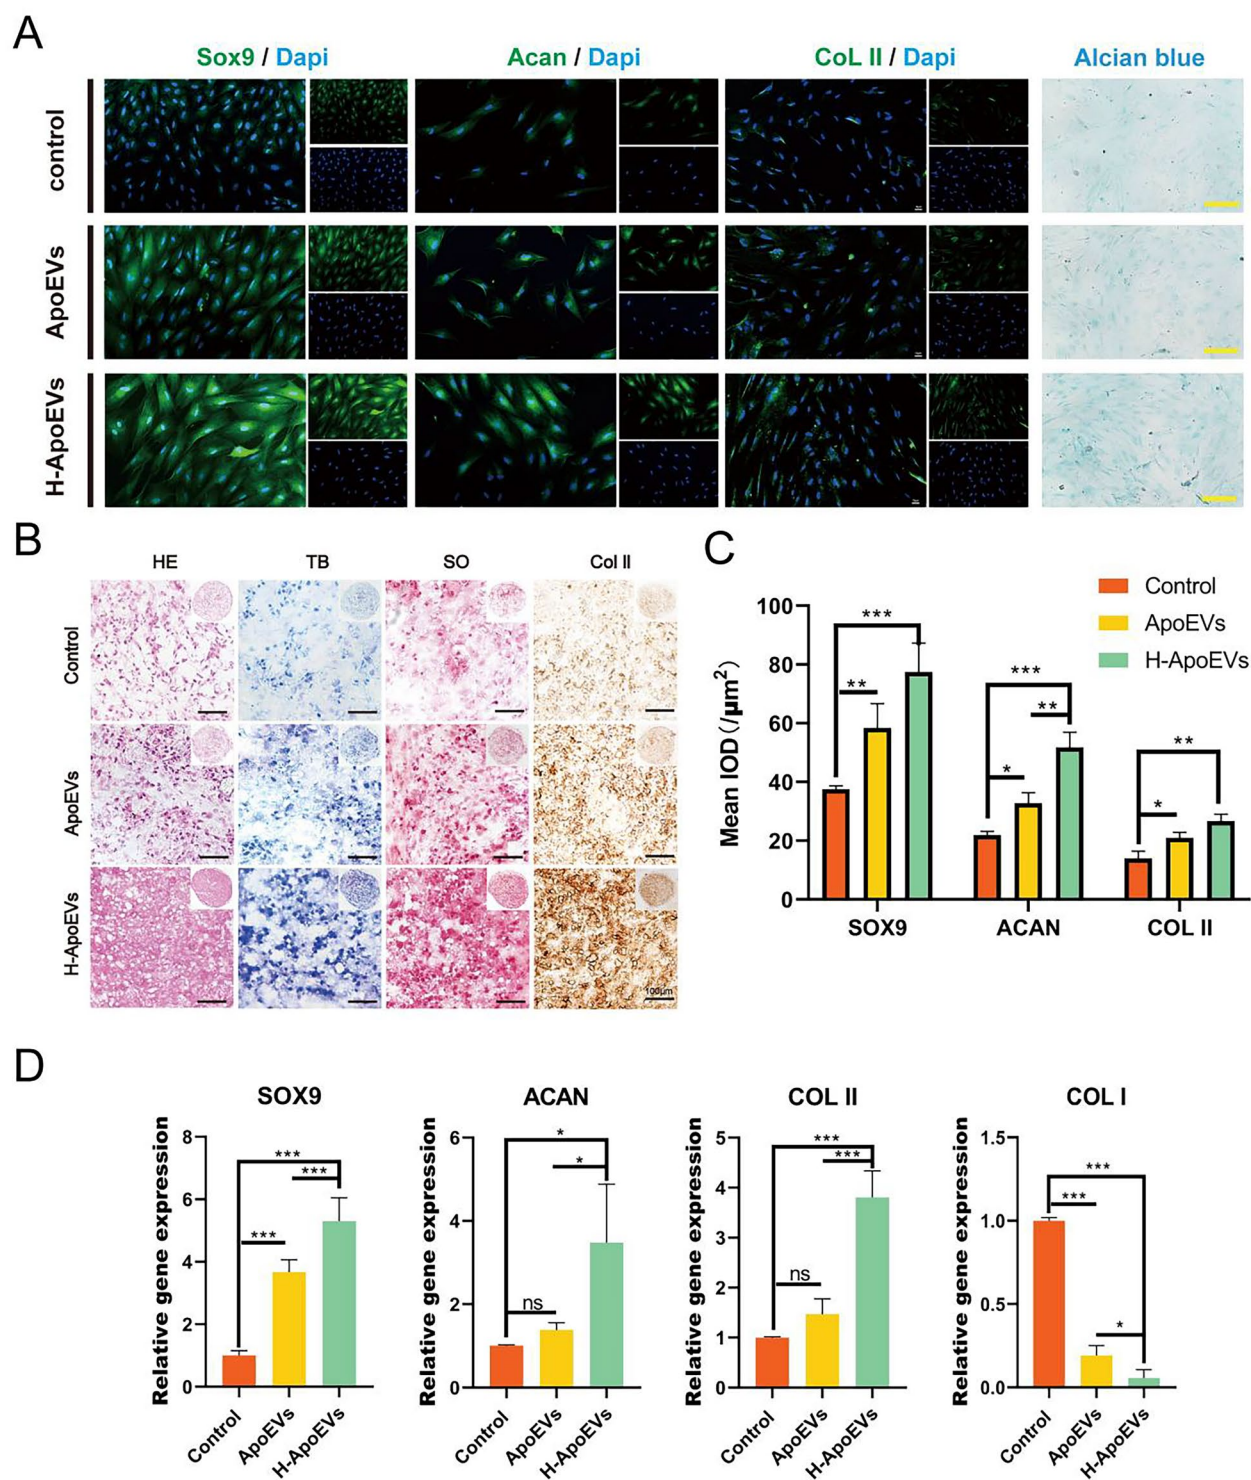 A
Sox9 / Dapi
Acan / Dapi
CoL II / Dapi
Alcian blue
control
ApoEVs
H-ApoEVs
B
HE
TB
SO
Col II
Control
ApoEVs
H-ApoEVs
100μm
C
Control
ApoEVs
H-ApoEVs
Mean IOD(/μm²)
100
80
60
40
20
0
***
**
***
**
*
**
*
SOX9
ACAN
COL II
D
SOX9
Relative gene expression
8
6
4
2
0
***
***
***
Control
ApoEVs
H-ApoEVs
ACAN
Relative gene expression
6
4
2
0
*
*
ns
Control
ApoEVs
H-ApoEVs
COL II
Relative gene expression
5
4
3
2
1
0
***
***
ns
Control
ApoEVs
H-ApoEVs
COL I
Relative gene expression
1.5
1.0
0.5
0.0
***
***
*
Control
ApoEVs
H-ApoEVs